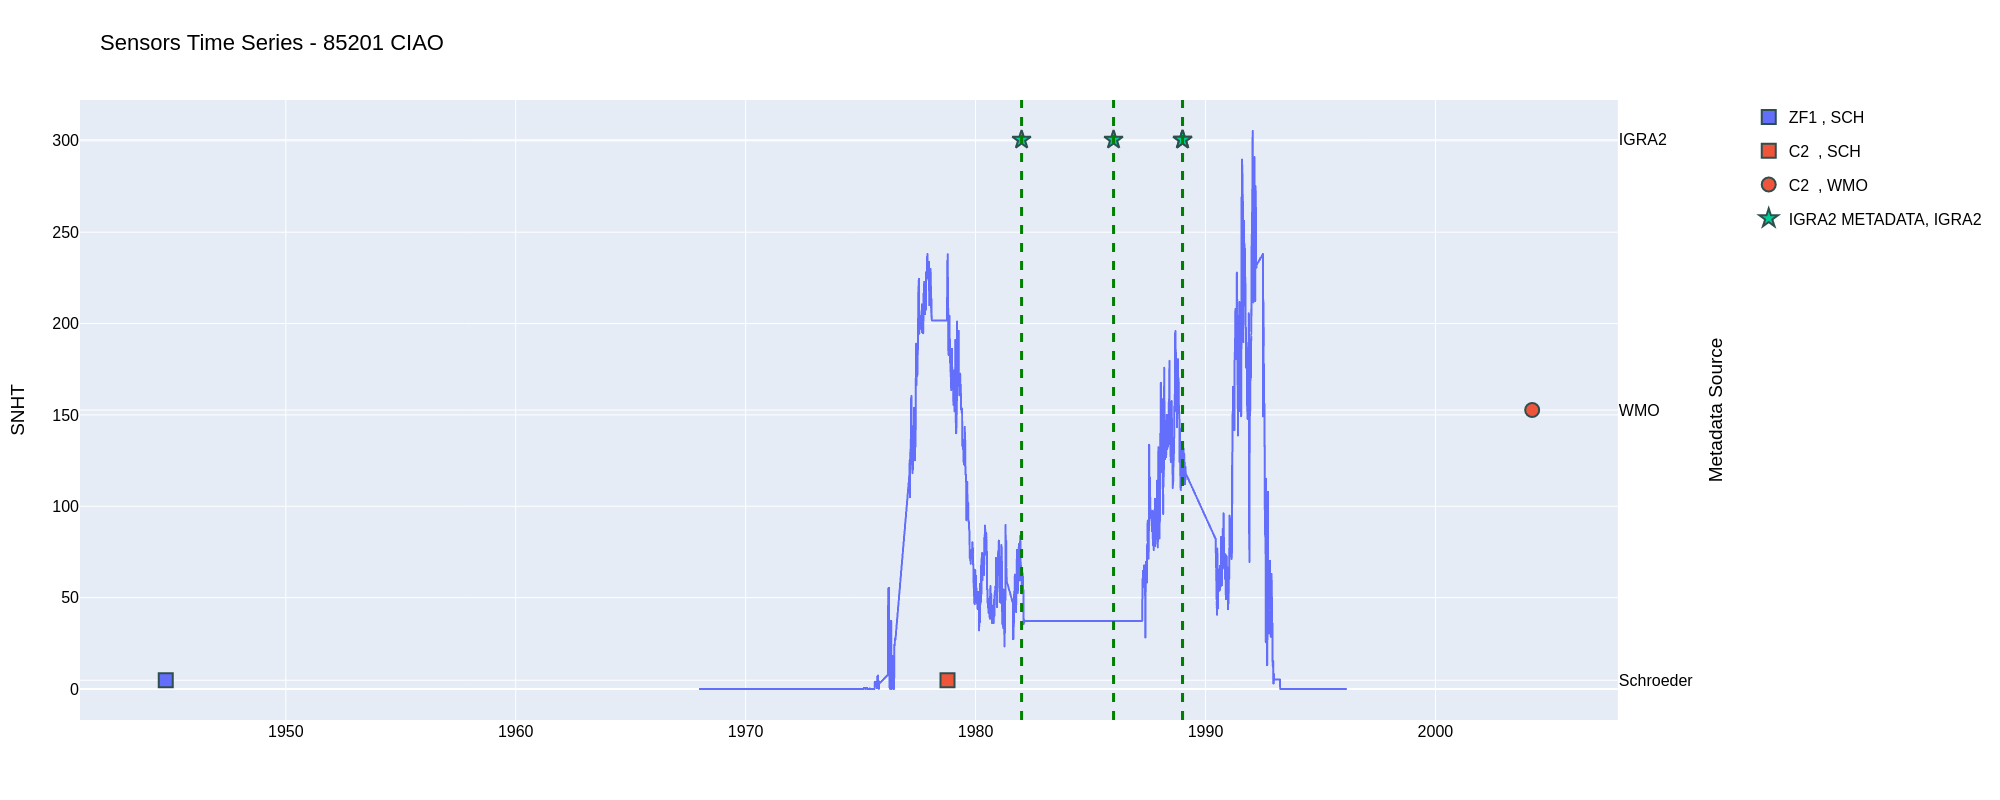 Sensors Time Series - 85201 CIAO
SNHT
300
250
200
150
100
50
0
1950
1960
1970
1980
1990
2000
IGRA2
WMO
Schroeder
Metadata Source
ZF1 , SCH
C2  , SCH
C2  , WMO
IGRA2 METADATA, IGRA2